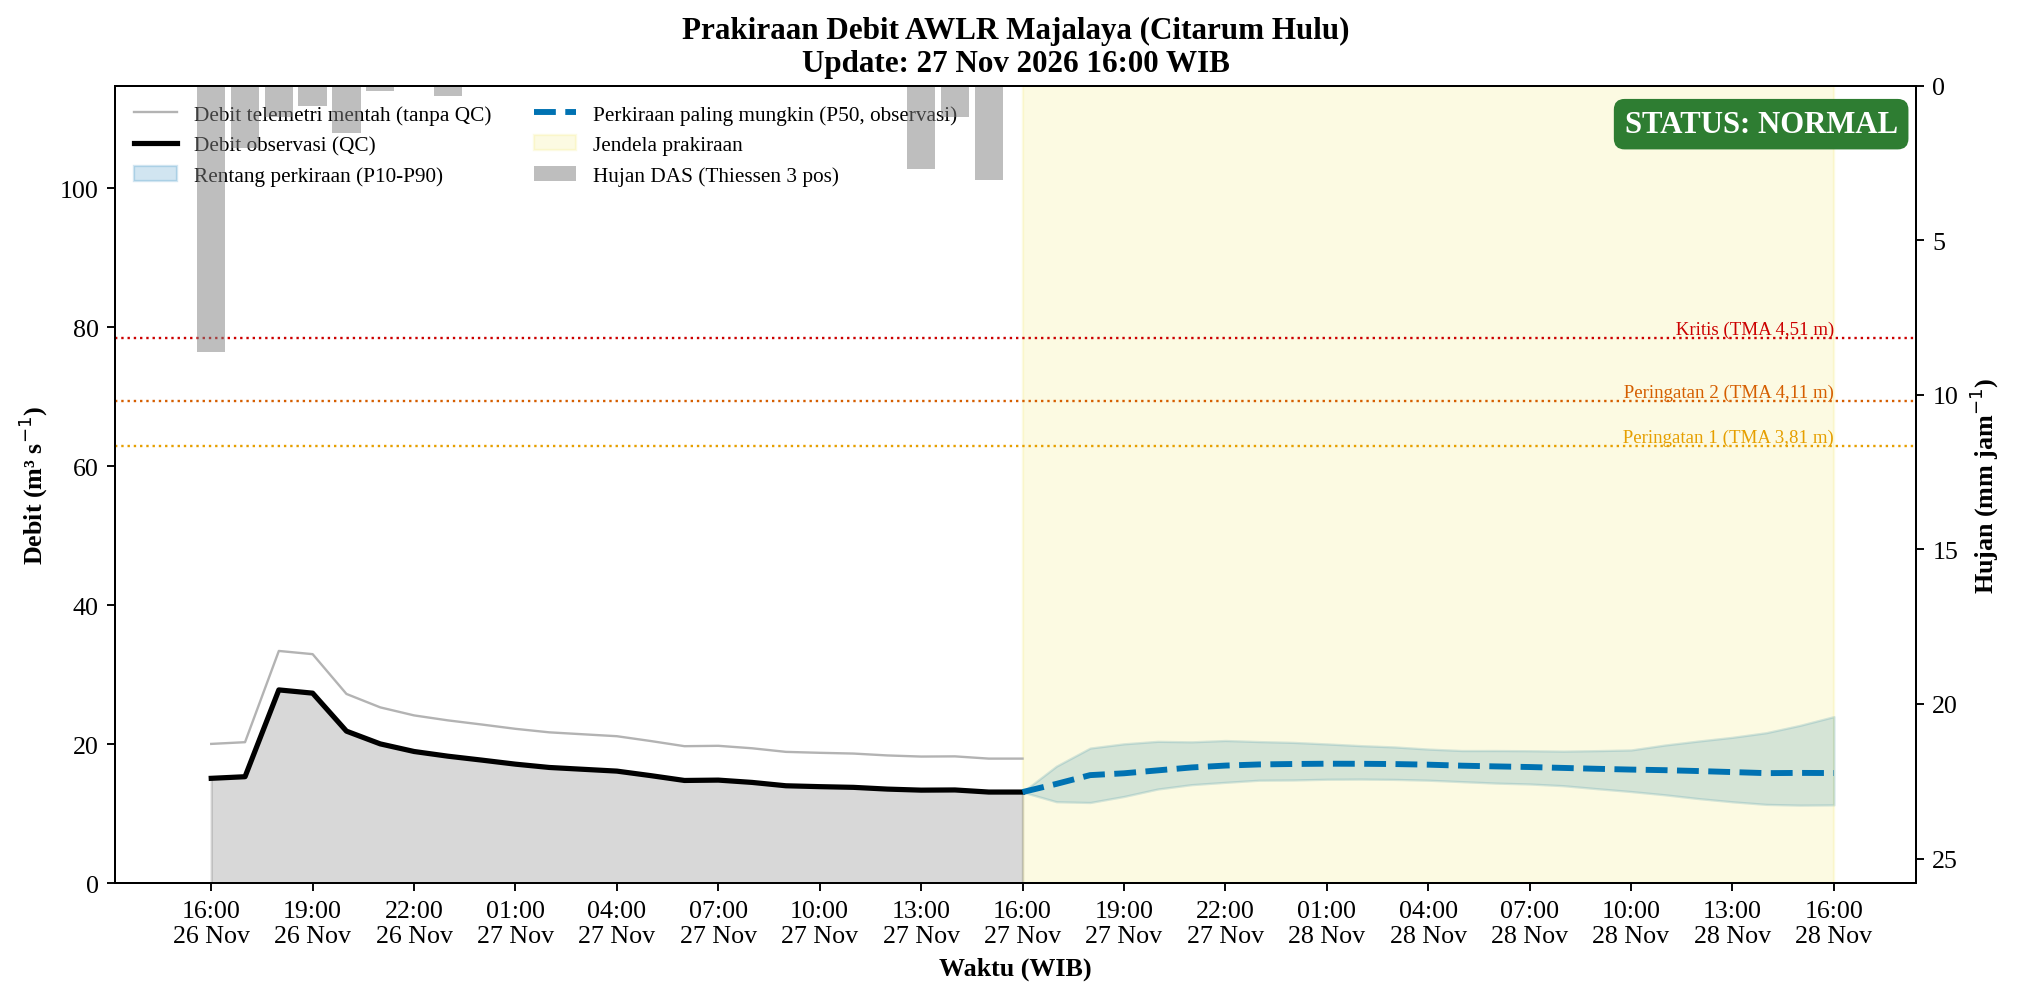 Prakiraan Debit AWLR Majalaya (Citarum Hulu)
Update: 27 Nov 2026 16:00 WIB
Debit telemetri mentah (tanpa QC)
Debit observasi (QC)
Rentang perkiraan (P10-P90)
Perkiraan paling mungkin (P50, observasi)
Jendela prakiraan
Hujan DAS (Thiessen 3 pos)
STATUS: NORMAL
Kritis (TMA 4,51 m)
Peringatan 2 (TMA 4,11 m)
Peringatan 1 (TMA 3,81 m)
Debit (m³ s⁻¹)
100
80
60
40
20
0
Hujan (mm jam⁻¹)
0
5
10
15
20
25
16:00 19:00 22:00 01:00 04:00 07:00 10:00 13:00 16:00 19:00 22:00 01:00 04:00 07:00 10:00 13:00 16:00
26 Nov 26 Nov 26 Nov 27 Nov 27 Nov 27 Nov 27 Nov 27 Nov 27 Nov 27 Nov 27 Nov 28 Nov 28 Nov 28 Nov 28 Nov 28 Nov 28 Nov
Waktu (WIB)